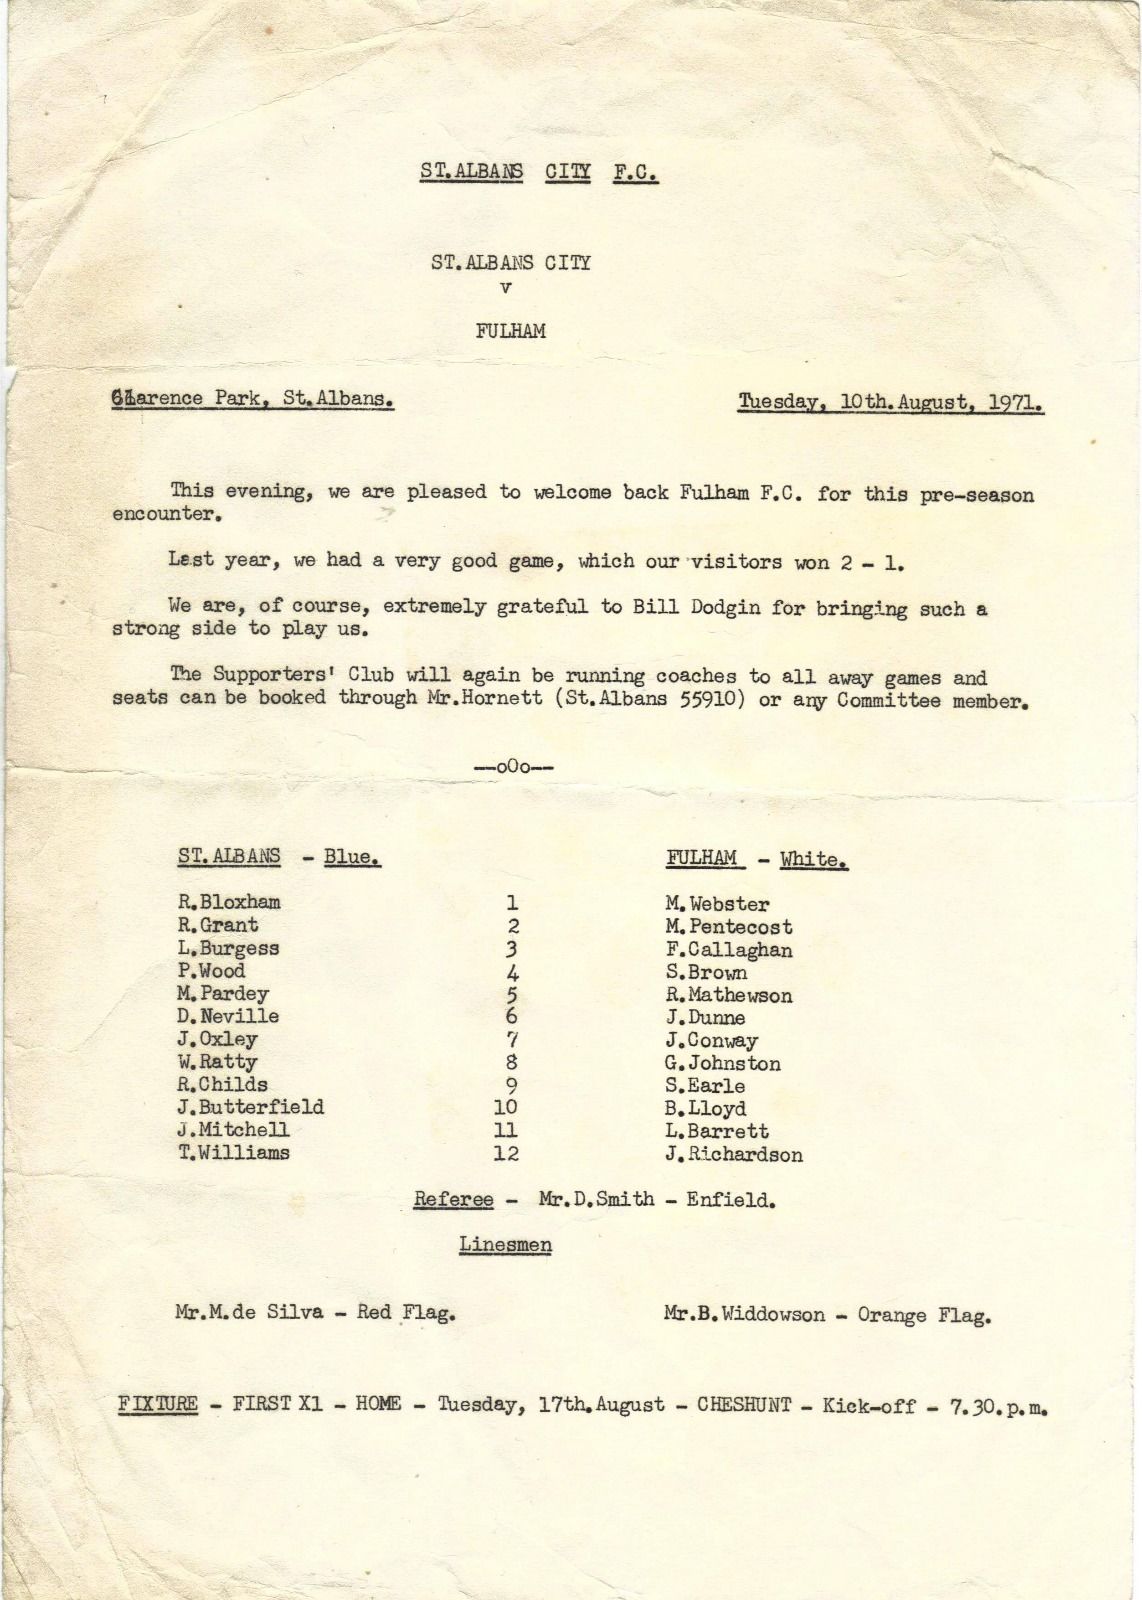 ST.ALBANS CITY F.C.
ST.ALBANS CITY
v
FULHAM
Clarence Park, St.Albans. Tuesday, 10th.August, 1971.
This evening, we are pleased to welcome back Fulham F.C. for this pre-season
encounter.
Last year, we had a very good game, which our visitors won 2 - 1.
We are, of course, extremely grateful to Bill Dodgin for bringing such a
strong side to play us.
The Supporters' Club will again be running coaches to all away games and
seats can be booked through Mr.Hornett (St.Albans 55910) or any Committee member.
--oOo--
ST.ALBANS - Blue. FULHAM - White.
R.Bloxham 1 M.Webster
R.Grant 2 M.Pentecost
L.Burgess 3 F.Callaghan
P.Wood 4 S.Brown
M.Pardey 5 R.Mathewson
D.Neville 6 J.Dunne
J.Oxley 7 J.Conway
W.Ratty 8 G.Johnston
R.Childs 9 S.Earle
J.Butterfield 10 B.Lloyd
J.Mitchell 11 L.Barrett
T.Williams 12 J.Richardson
Referee - Mr.D.Smith - Enfield.
Linesmen
Mr.M.de Silva - Red Flag. Mr.B.Widdowson - Orange Flag.
FIXTURE - FIRST X1 - HOME - Tuesday, 17th.August - CHESHUNT - Kick-off - 7.30.p.m.